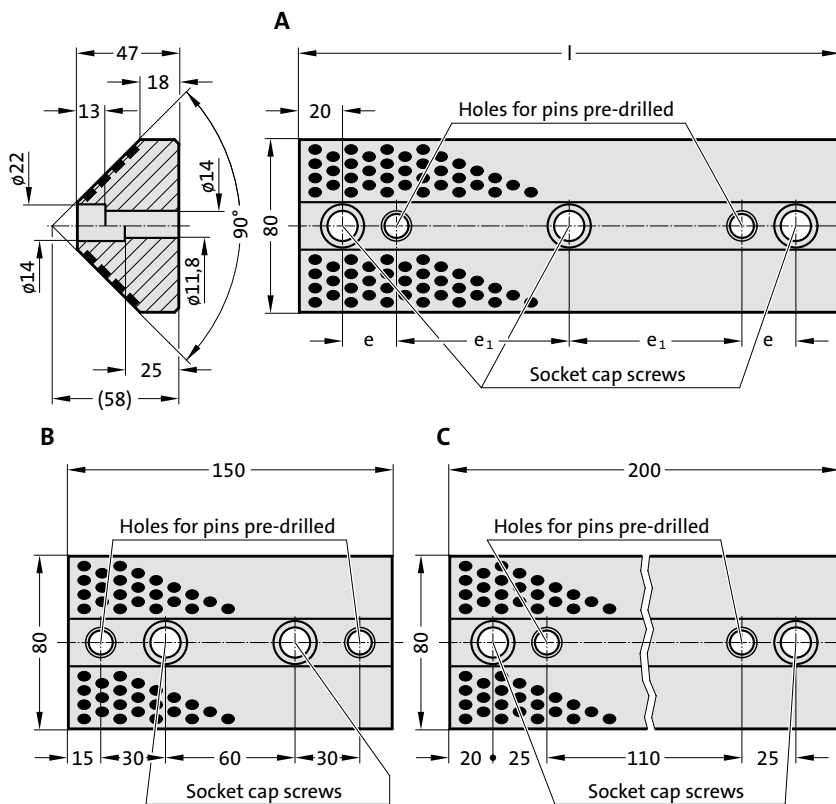 A
47
18
13
ø22
ø14
90°
ø14
ø11,8
25
(58)
l
20
Holes for pins pre-drilled
80
e
e₁
e₁
e
Socket cap screws
B
150
Holes for pins pre-drilled
80
15
30
60
30
Socket cap screws
C
200
Holes for pins pre-drilled
80
20
25
110
25
Socket cap screws